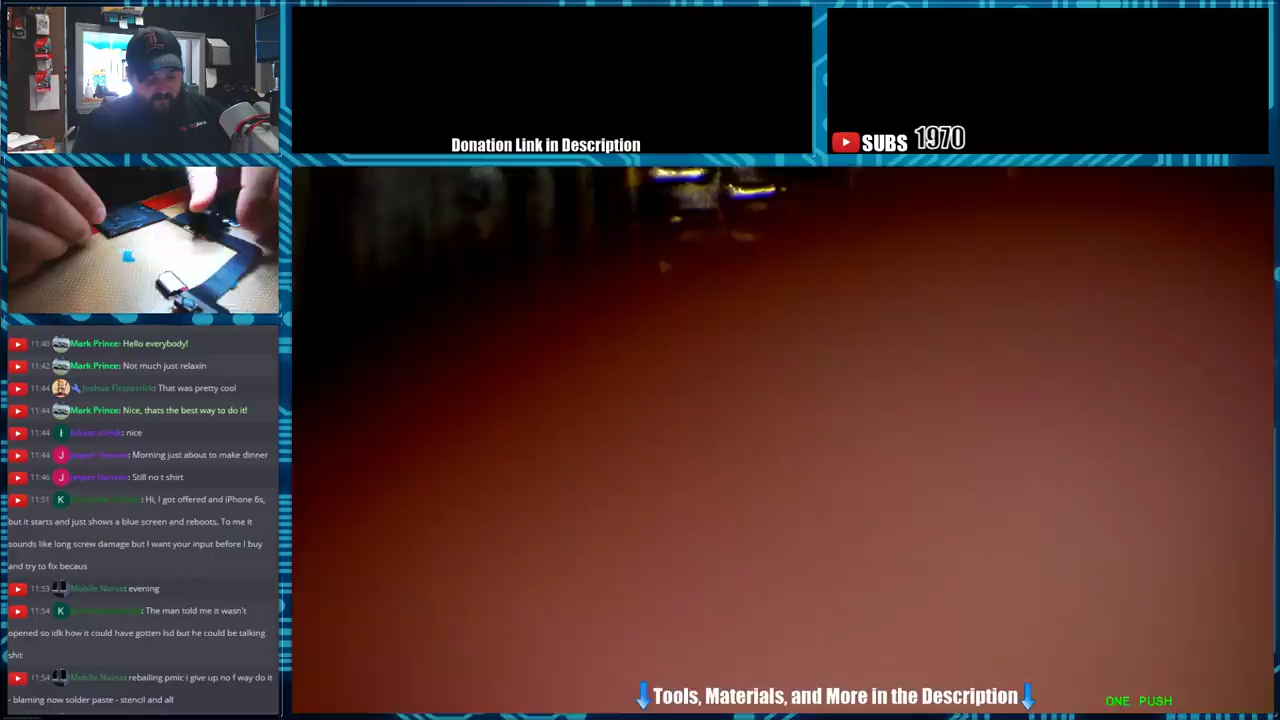 Donation Link in Description
SUBS 1970
11:40 Mark Prince: Hello everybody!
11:42 Mark Prince: Not much just relaxin
11:44 Joshua Fitzpatrick: That was pretty cool
11:44 Mark Prince: Nice, thats the best way to do it!
11:44 : nice
11:44 J Jesper Hansen: Morning just about to make dinner
11:46 J Jesper Hansen: Still no t shirt
11:51 K : Hi, I got offered and iPhone 6s,
but it starts and just shows a blue screen and reboots. To me it
sounds like long screw damage but I want your input before I buy
and try to fix becaus
11:53 Mobile Nurse: evening
11:54 K : The man told me it wasn't
opened so idk how it could have gotten lsd but he could be talking
shit
11:54 Mobile Nurse: reballing pmic i give up no f way do it
- blaming now solder paste - stencil and all
Tools, Materials, and More in the Description
ONE PUSH